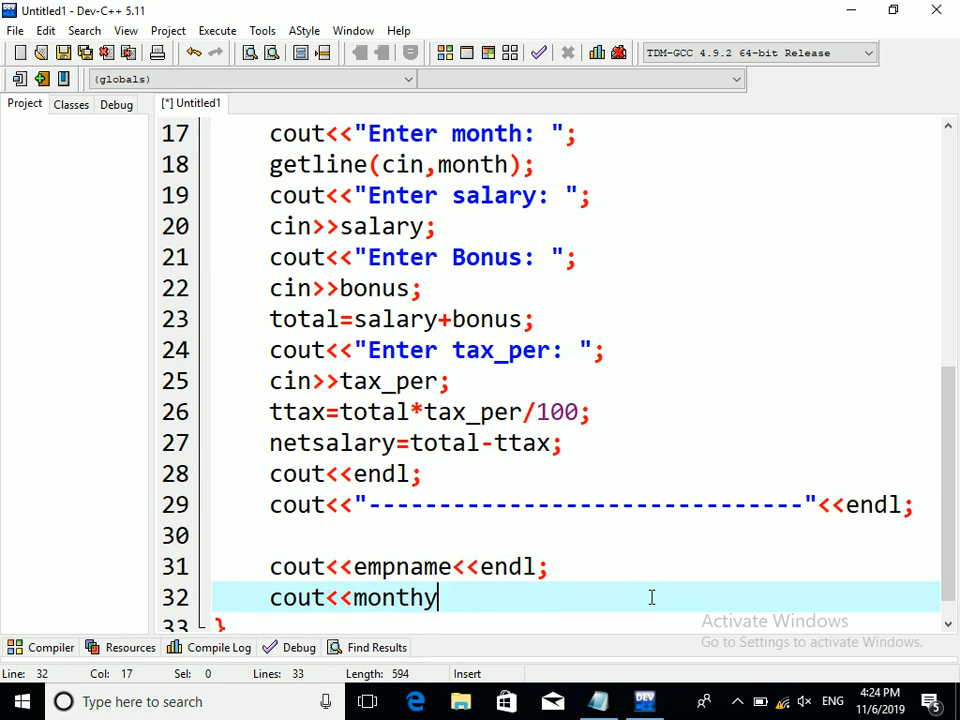 Untitled1 - Dev-C++ 5.11
File Edit Search View Project Execute Tools AStyle Window Help
TDM-GCC 4.9.2 64-bit Release
(globals)
Project Classes Debug [*] Untitled1
17 cout<<"Enter month: ";
18 getline(cin,month);
19 cout<<"Enter salary: ";
20 cin>>salary;
21 cout<<"Enter Bonus: ";
22 cin>>bonus;
23 total=salary+bonus;
24 cout<<"Enter tax_per: ";
25 cin>>tax_per;
26 ttax=total*tax_per/100;
27 netsalary=total-ttax;
28 cout<<endl;
29 cout<<"-------------------------------"<<endl;
30
31 cout<<empname<<endl;
32 cout<<monthy
33 }
Activate Windows
Go to Settings to activate Windows.
Compiler Resources Compile Log Debug Find Results
Line: 32 Col: 17 Sel: 0 Lines: 33 Length: 594 Insert
Type here to search
DEV
ENG
4:24 PM
11/6/2019
5